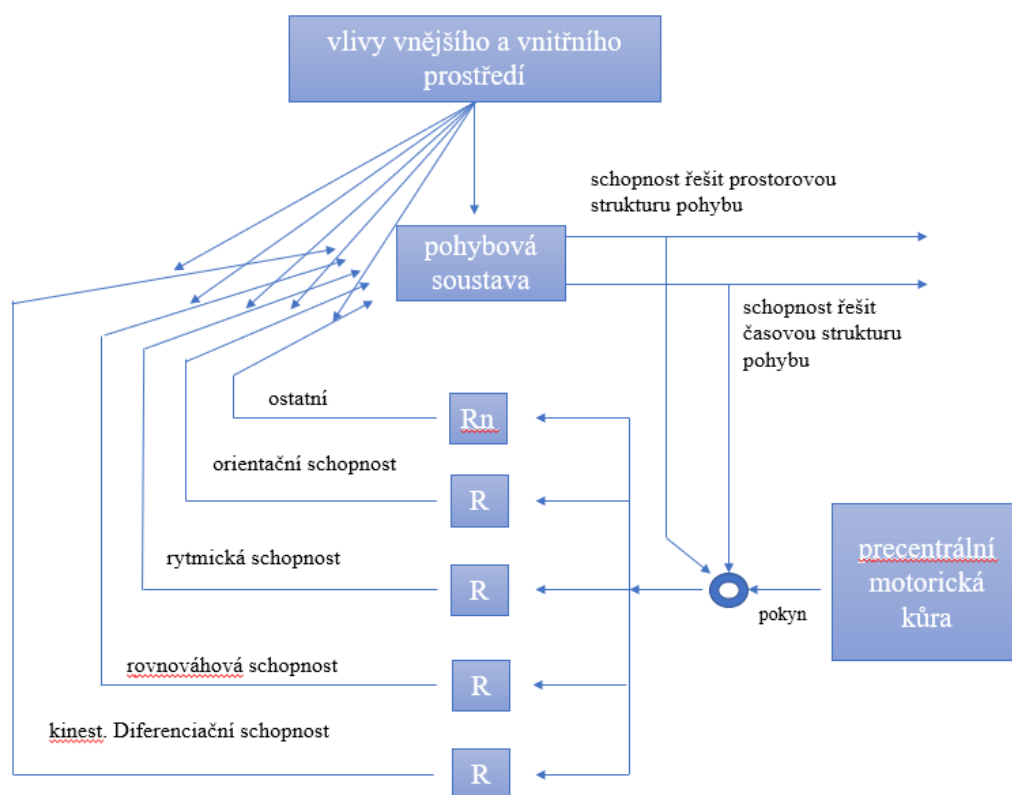 vlivy vnějšího a vnitřního
prostředí
schopnost řešit prostorovou
strukturu pohybu
pohybová
soustava
schopnost řešit
časovou strukturu
pohybu
ostatní
Rn
orientační schopnost
R
rytmická schopnost
R
precentrální
motorická
kůra
pokyn
rovnováhová schopnost
R
kinest. Diferenciační schopnost
R